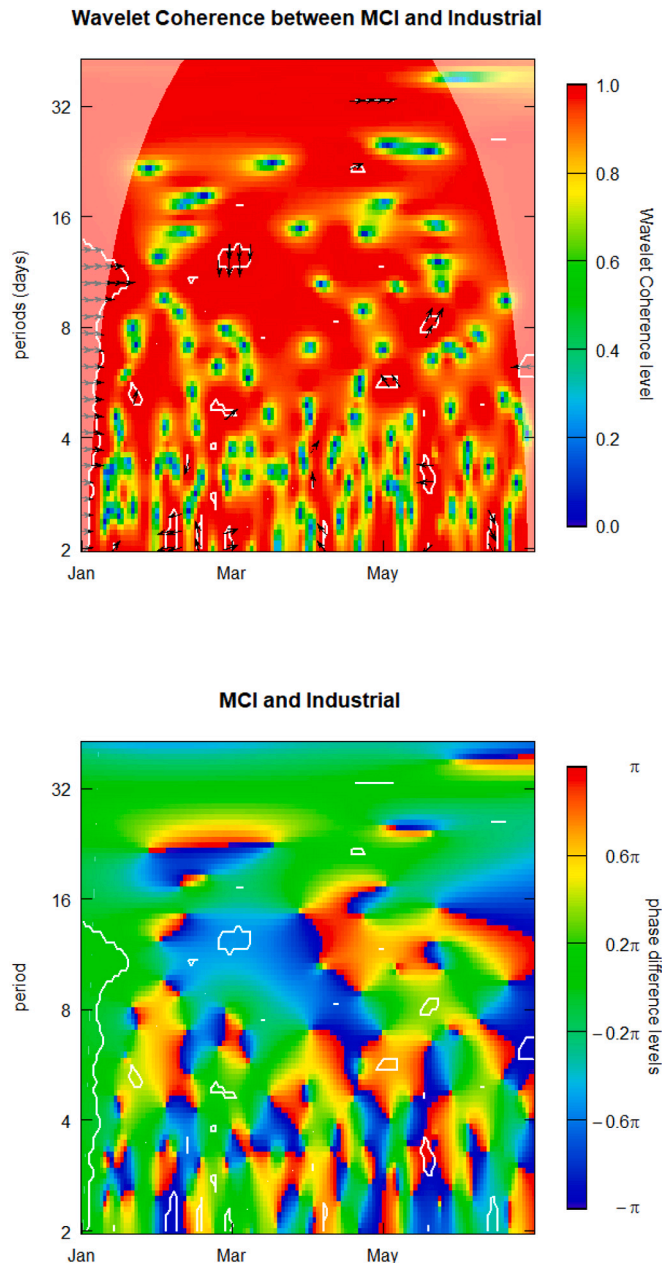 Wavelet Coherence between MCI and Industrial
32
16
8
4
2
periods (days)
Jan
Mar
May
1.0
0.8
0.6
0.4
0.2
0.0
Wavelet Coherence level
MCI and Industrial
32
16
8
4
2
period
Jan
Mar
May
π
0.6π
0.2π
−0.2π
−0.6π
−π
phase difference levels